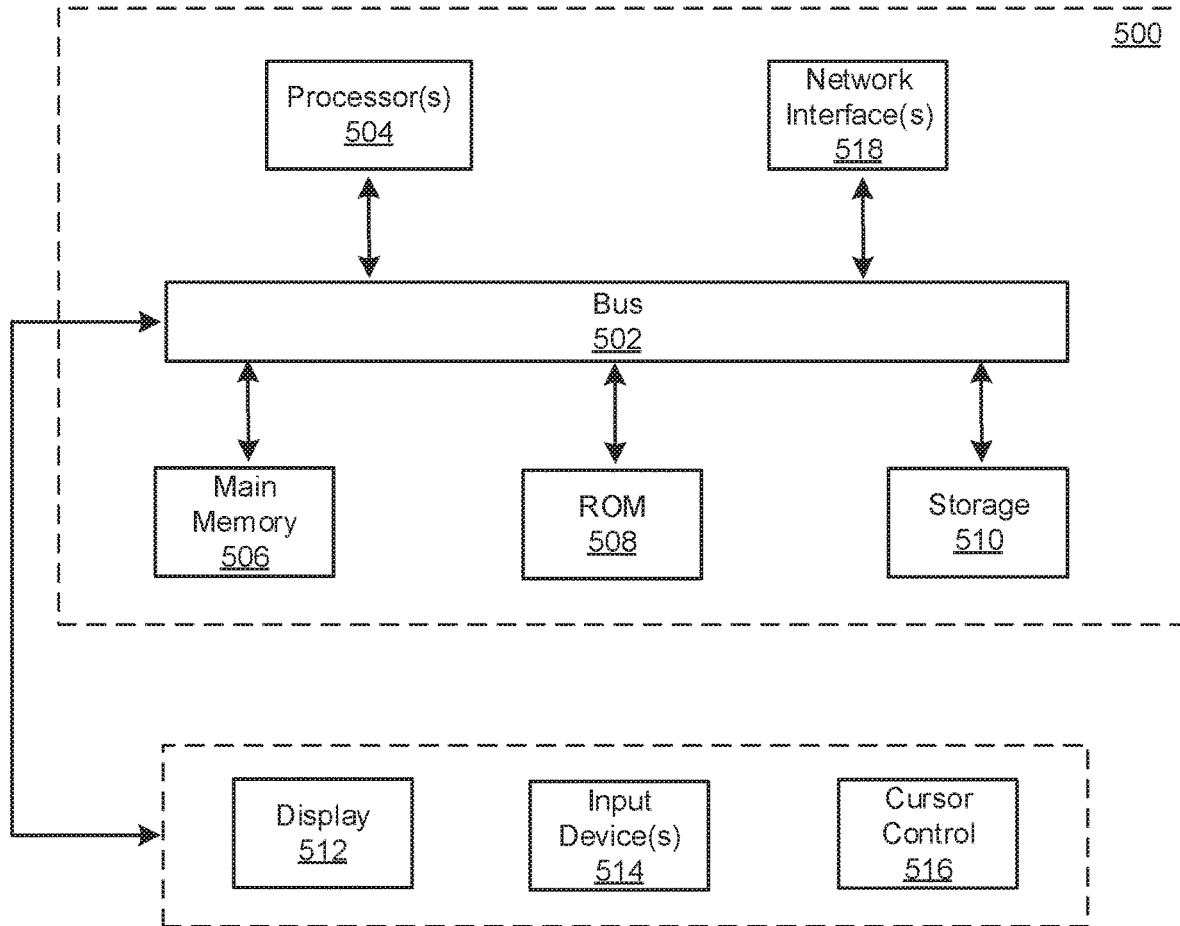 500
Processor(s)
504
Network
Interface(s)
518
Bus
502
Main
Memory
506
ROM
508
Storage
510
Display
512
Input
Device(s)
514
Cursor
Control
516